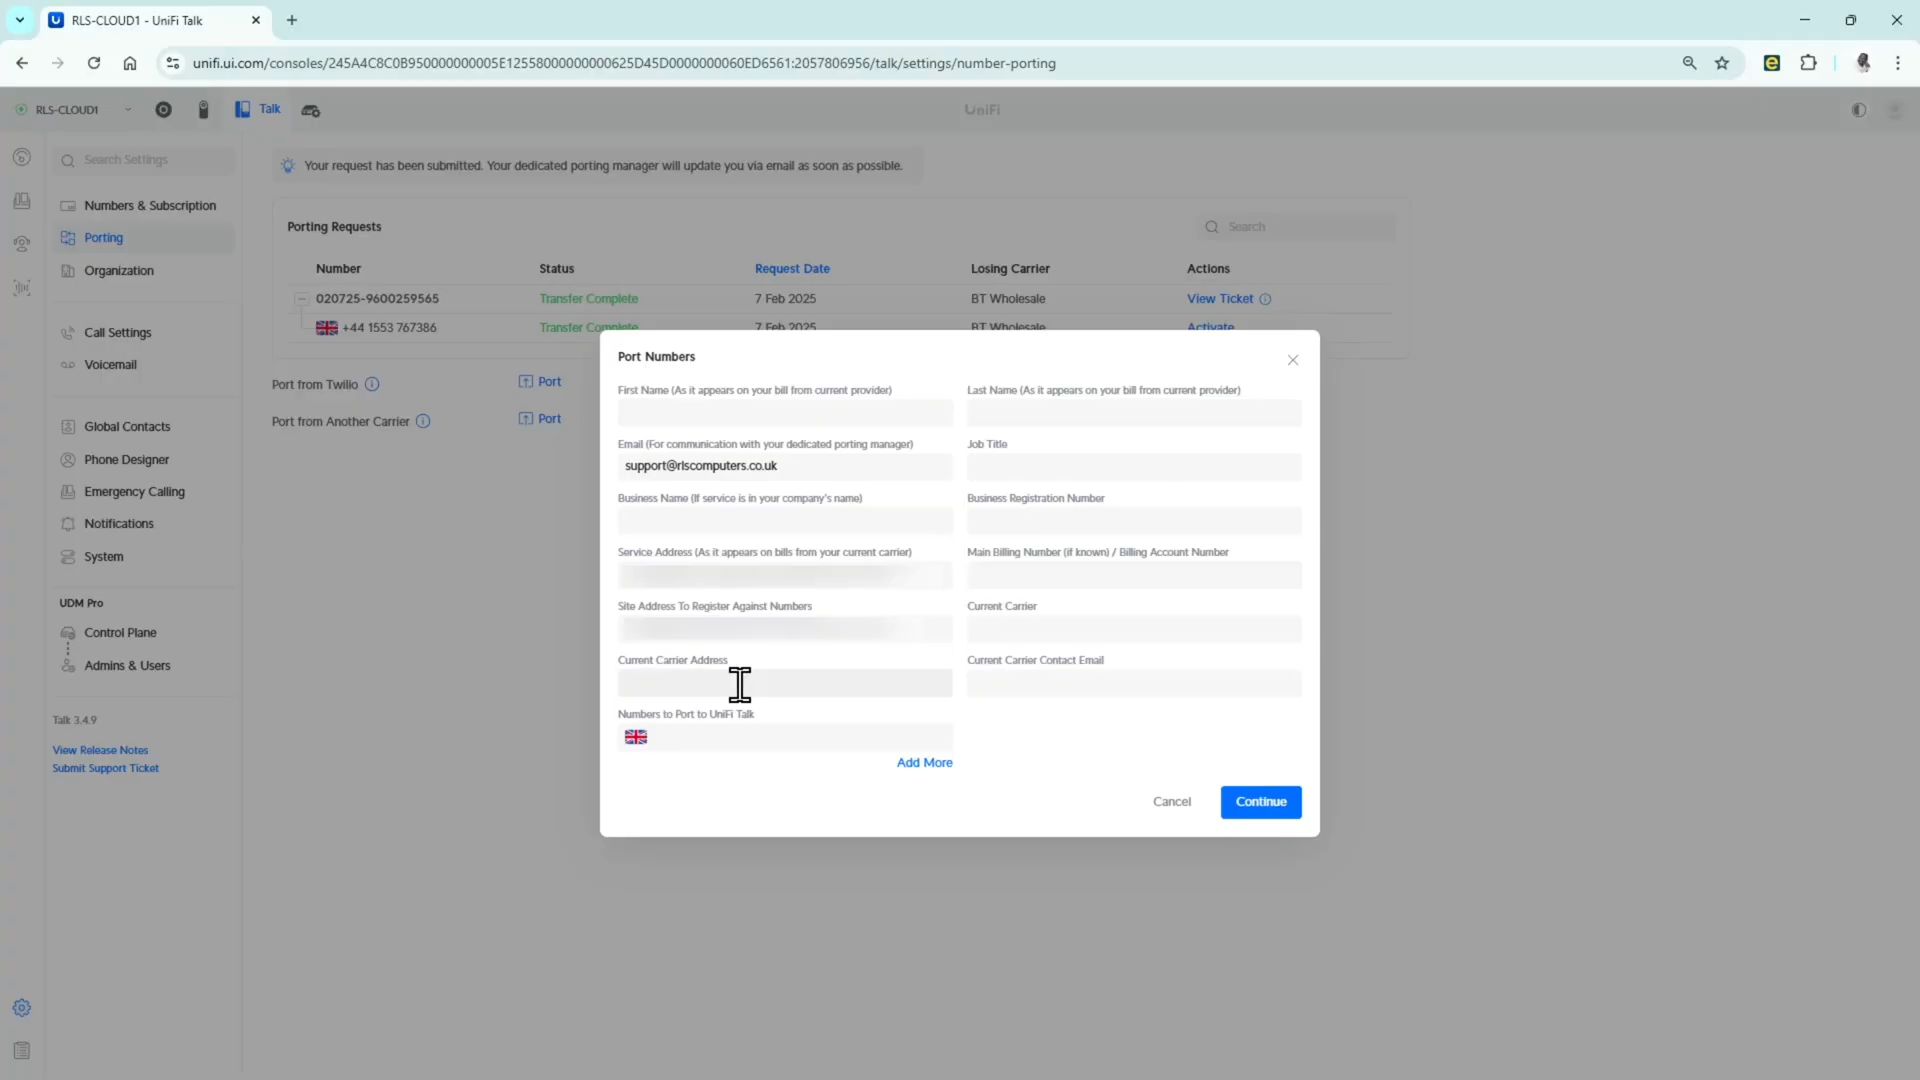 RLS-CLOUD1 - UniFi Talk
unifi.ui.com/consoles/245A4C8C0B950000000005E12558000000000625D45D0000000060ED6561:2057806956/talk/settings/number-porting
RLS-CLOUD1
Talk
UniFi
Search Settings
Numbers & Subscription
Porting
Organization
Call Settings
Voicemail
Global Contacts
Phone Designer
Emergency Calling
Notifications
System
UDM Pro
Control Plane
Admins & Users
Talk 3.4.9
View Release Notes
Submit Support Ticket
Your request has been submitted. Your dedicated porting manager will update you via email as soon as possible.
Porting Requests
Search
Number Status Request Date Losing Carrier Actions
020725-9600259565 Transfer Complete 7 Feb 2025 BT Wholesale View Ticket
+44 1553 767386 Transfer Complete 7 Feb 2025 BT Wholesale Activate
Port from Twilio Port
Port from Another Carrier Port
Port Numbers
First Name (As it appears on your bill from current provider) Last Name (As it appears on your bill from current provider)
Email (For communication with your dedicated porting manager) Job Title
support@rlscomputers.co.uk
Business Name (If service is in your company's name) Business Registration Number
Service Address (As it appears on bills from your current carrier) Main Billing Number (if known) / Billing Account Number
Site Address To Register Against Numbers Current Carrier
Current Carrier Address Current Carrier Contact Email
Numbers to Port to UniFi Talk
Add More
Cancel Continue